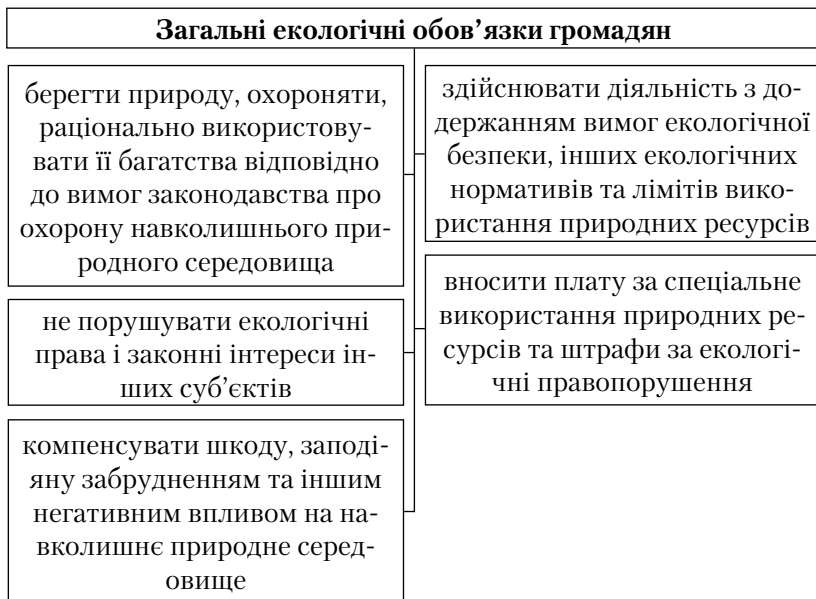 Загальні екологічні обов’язки громадян
берегти природу, охороняти,
раціонально використову-
вати її багатства відповідно
до вимог законодавства про
охорону навколишнього при-
родного середовища
здійснювати діяльність з до-
держанням вимог екологічної
безпеки, інших екологічних
нормативів та лімітів вико-
ристання природних ресурсів
не порушувати екологічні
права і законні інтереси ін-
ших суб’єктів
вносити плату за спеціальне
використання природних ре-
сурсів та штрафи за екологі-
чні правопорушення
компенсувати шкоду, заподі-
яну забрудненням та іншим
негативним впливом на на-
вколишнє природне серед-
овище